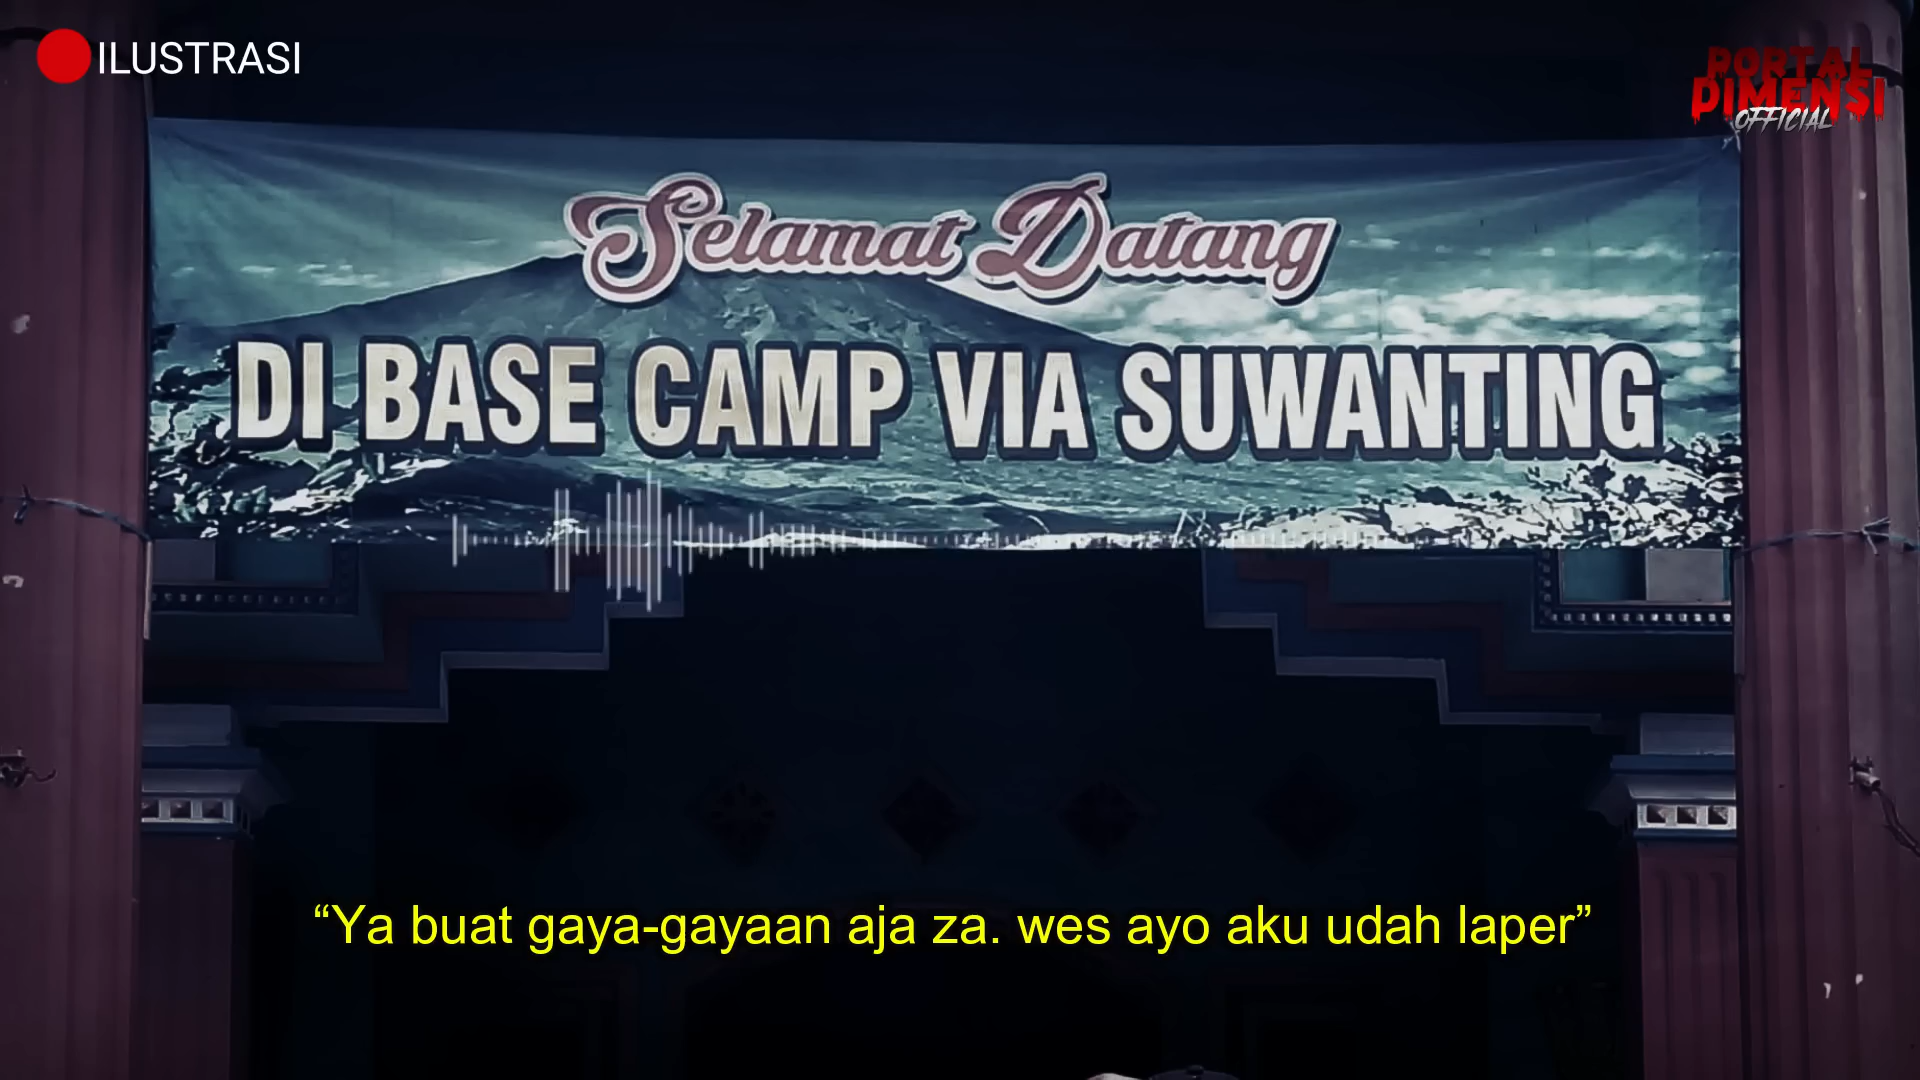 ILUSTRASI
PORTAL
DIMENSI
OFFICIAL
Selamat Datang
DI BASE CAMP VIA SUWANTING
“Ya buat gaya-gayaan aja za. wes ayo aku udah laper”